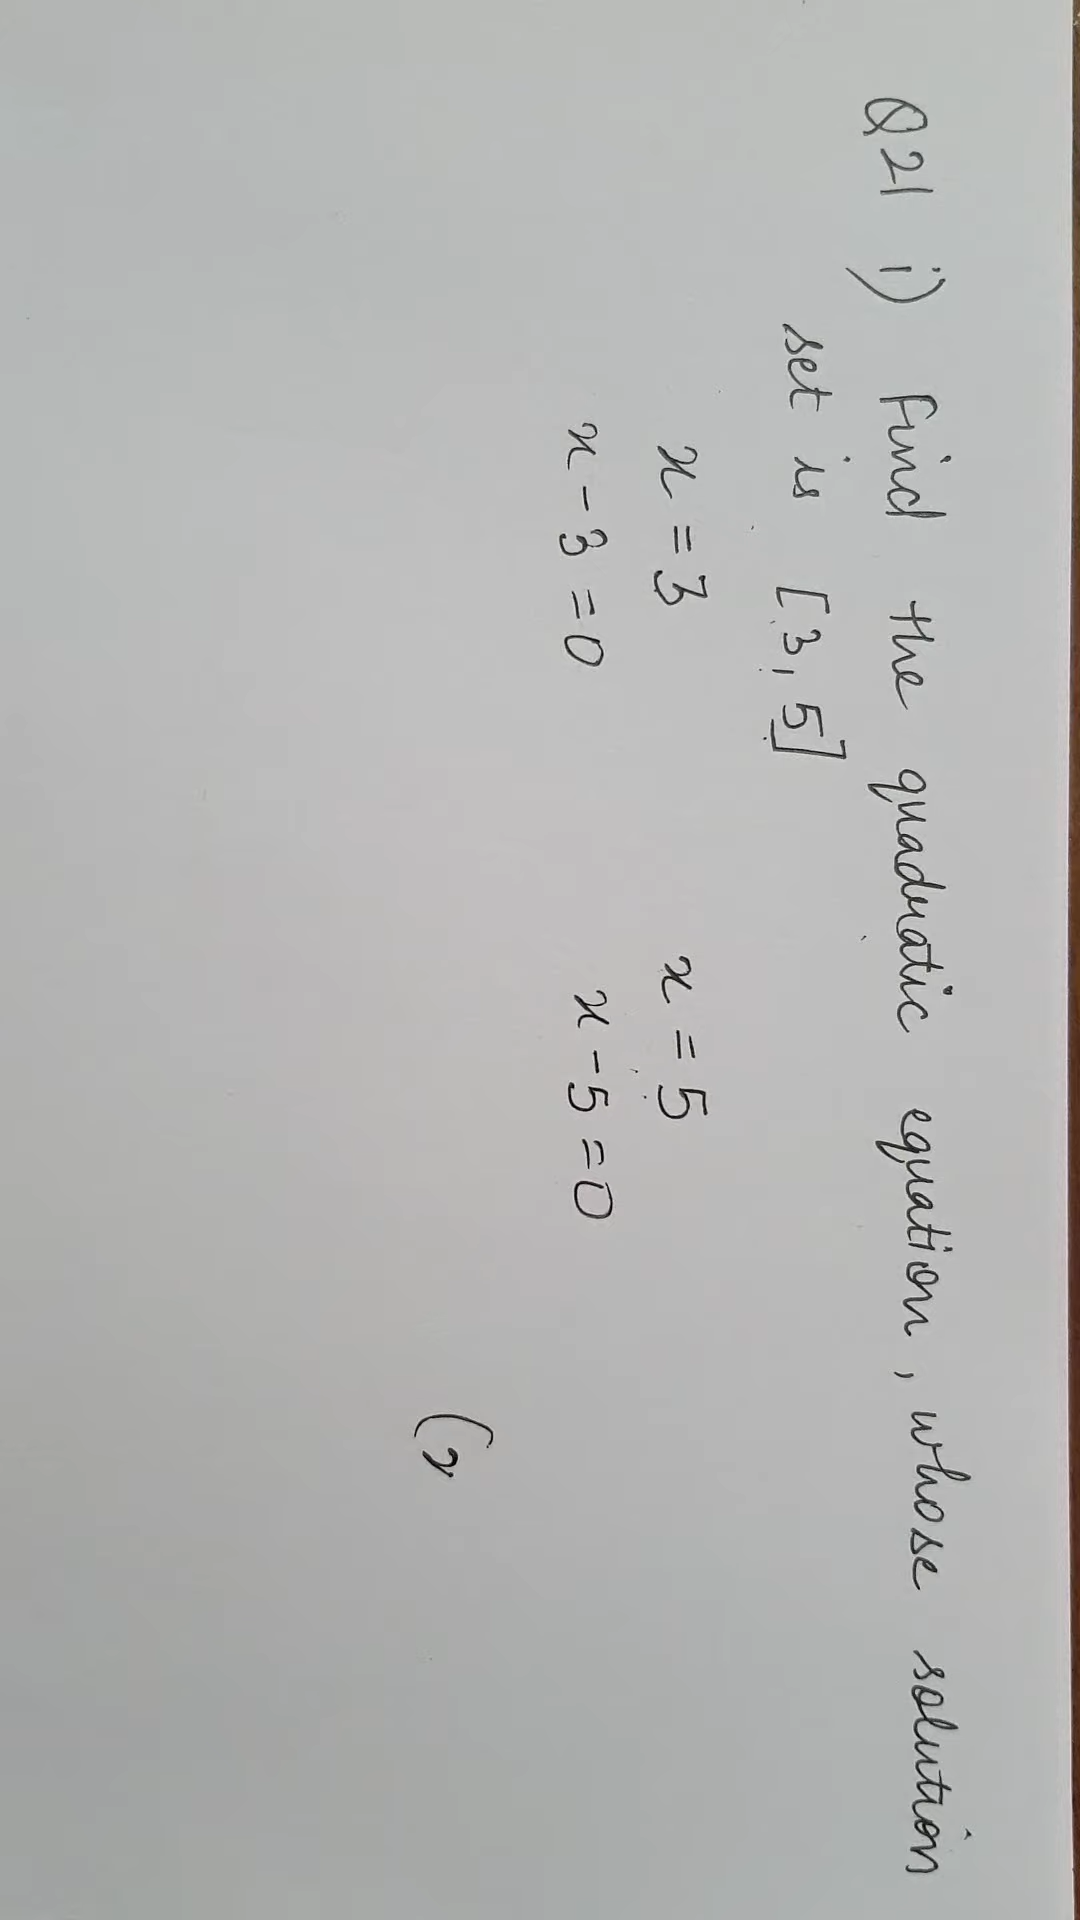 Q21 i) Find the quadratic equation, whose solution
set is [3, 5]
x = 3 x = 5
x - 3 = 0 x - 5 = 0
(x